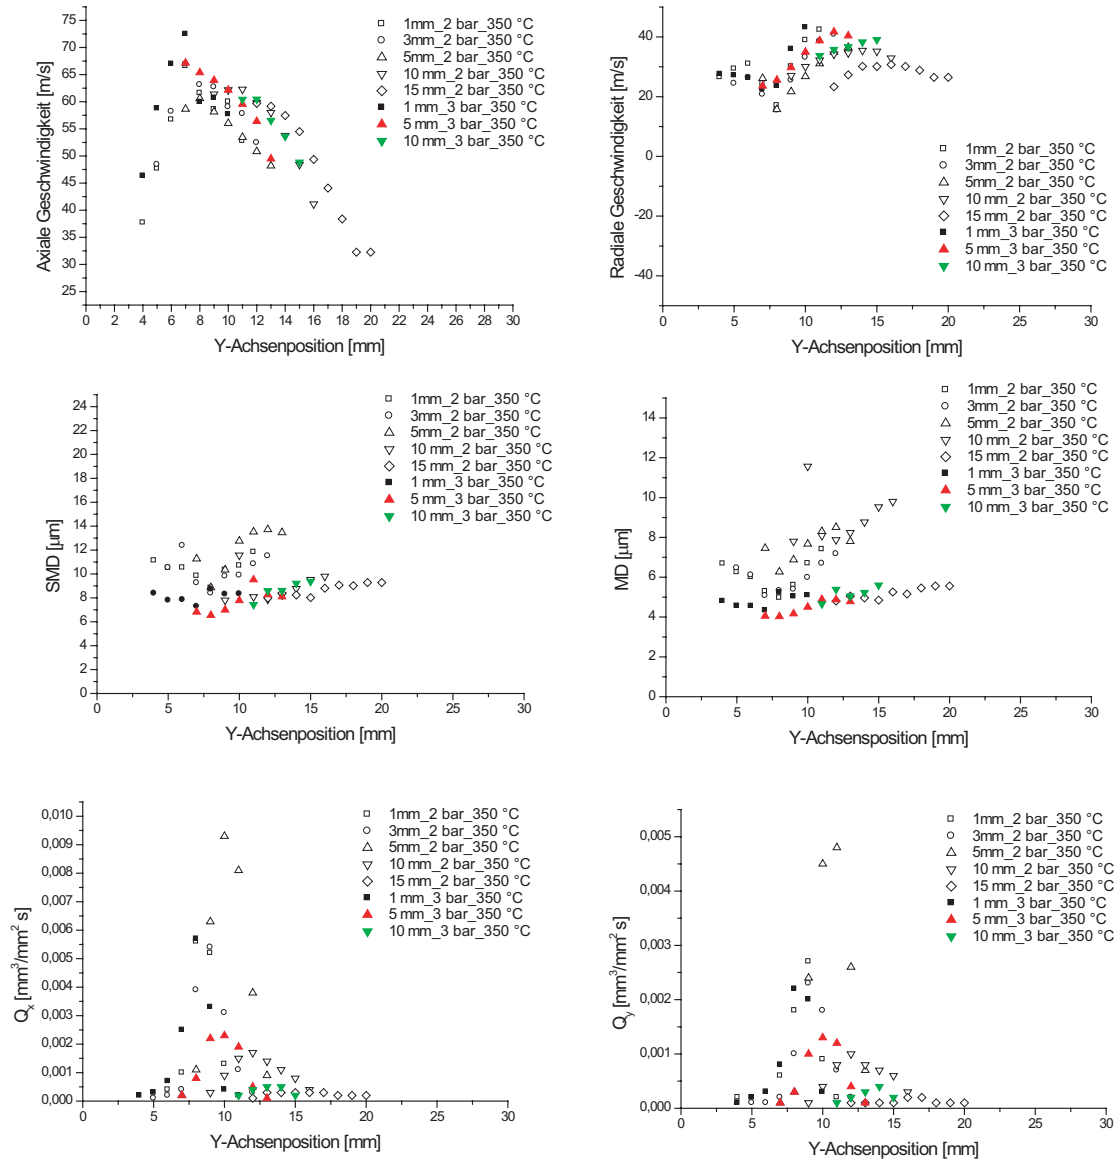 75
70
65
60
55
50
45
40
35
30
25
Axiale Geschwindigkeit [m/s]
0 0 2 4 6 8 10 12 14 16 18 20 30
Y-Achsenposition [mm]
1mm_2 bar_350 °C
3mm_2 bar_350 °C
5mm_2 bar_350 °C
10 mm_2 bar_350 °C
15 mm_2 bar_350 °C
1 mm_3 bar_350 °C
5 mm_3 bar_350 °C
10 mm_3 bar_350 °C
40
20
0
-20
-40
Radiale Geschwindigkeit [m/s]
0 5 10 15 20 25 30
Y-Achsenposition [mm]
1mm_2 bar_350 °C
3mm_2 bar_350 °C
5mm_2 bar_350 °C
10 mm_2 bar_350 °C
15 mm_2 bar_350 °C
1 mm_3 bar_350 °C
5 mm_3 bar_350 °C
10 mm_3 bar_350 °C
24
22
20
18
16
14
12
10
8
6
4
2
0
SMD [µm]
0 5 10 15 20 25 30
Y-Achsenposition [mm]
1mm_2 bar_350 °C
3mm_2 bar_350 °C
5mm_2 bar_350 °C
10 mm_2 bar_350 °C
15 mm_2 bar_350 °C
1 mm_3 bar_350 °C
5 mm_3 bar_350 °C
10 mm_3 bar_350 °C
14
12
10
8
6
4
2
0
MD [µm]
0 5 10 15 20 25 30
Y-Achsensposition [mm]
1mm_2 bar_350 °C
3mm_2 bar_350 °C
5mm_2 bar_350 °C
10 mm_2 bar_350 °C
15 mm_2 bar_350 °C
1 mm_3 bar_350 °C
5 mm_3 bar_350 °C
10 mm_3 bar_350 °C
0,010
0,009
0,008
0,007
0,006
0,005
0,004
0,003
0,002
0,001
0,000
Qx [mm³/mm² s]
0 5 10 15 20 25 30
Y-Achsenposition [mm]
1mm_2 bar_350 °C
3mm_2 bar_350 °C
5mm_2 bar_350 °C
10 mm_2 bar_350 °C
15 mm_2 bar_350 °C
1 mm_3 bar_350 °C
5 mm_3 bar_350 °C
10 mm_3 bar_350 °C
0,005
0,004
0,003
0,002
0,001
0,000
Qy [mm³/mm² s]
0 5 10 15 20 25 30
Y-Achsenposition [mm]
1mm_2 bar_350 °C
3mm_2 bar_350 °C
5mm_2 bar_350 °C
10 mm_2 bar_350 °C
15 mm_2 bar_350 °C
1 mm_3 bar_350 °C
5 mm_3 bar_350 °C
10 mm_3 bar_350 °C